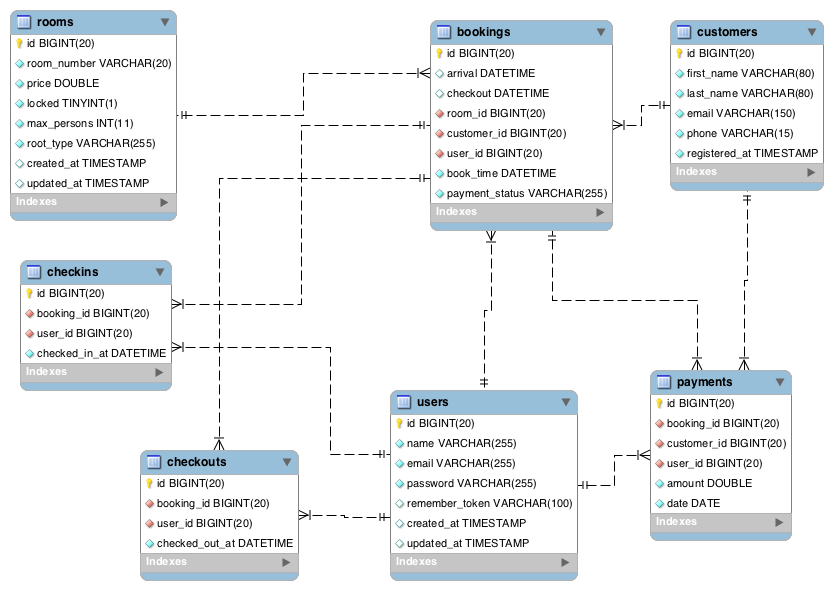 rooms
id BIGINT(20)
room_number VARCHAR(20)
price DOUBLE
locked TINYINT(1)
max_persons INT(11)
root_type VARCHAR(255)
created_at TIMESTAMP
updated_at TIMESTAMP
Indexes
bookings
id BIGINT(20)
arrival DATETIME
checkout DATETIME
room_id BIGINT(20)
customer_id BIGINT(20)
user_id BIGINT(20)
book_time DATETIME
payment_status VARCHAR(255)
Indexes
customers
id BIGINT(20)
first_name VARCHAR(80)
last_name VARCHAR(80)
email VARCHAR(150)
phone VARCHAR(15)
registered_at TIMESTAMP
Indexes
checkins
id BIGINT(20)
booking_id BIGINT(20)
user_id BIGINT(20)
checked_in_at DATETIME
Indexes
checkouts
id BIGINT(20)
booking_id BIGINT(20)
user_id BIGINT(20)
checked_out_at DATETIME
Indexes
users
id BIGINT(20)
name VARCHAR(255)
email VARCHAR(255)
password VARCHAR(255)
remember_token VARCHAR(100)
created_at TIMESTAMP
updated_at TIMESTAMP
Indexes
payments
id BIGINT(20)
booking_id BIGINT(20)
customer_id BIGINT(20)
user_id BIGINT(20)
amount DOUBLE
date DATE
Indexes